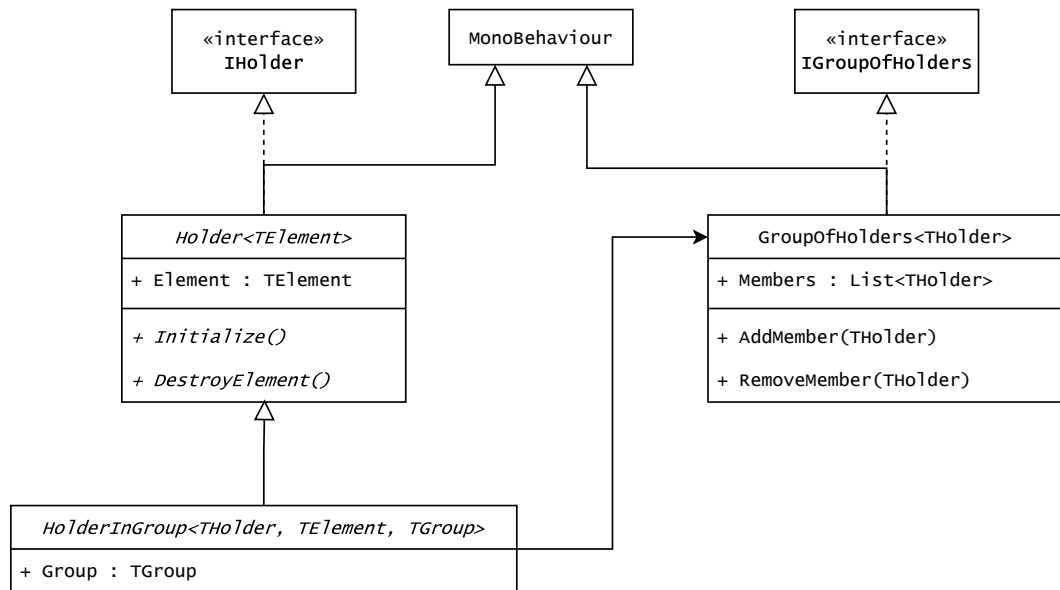 «interface»
IHolder
MonoBehaviour
«interface»
IGroupOfHolders
Holder<TElement>
+ Element : TElement
+ Initialize()
+ DestroyElement()
GroupOfHolders<THolder>
+ Members : List<THolder>
+ AddMember(THolder)
+ RemoveMember(THolder)
HolderInGroup<THolder, TElement, TGroup>
+ Group : TGroup